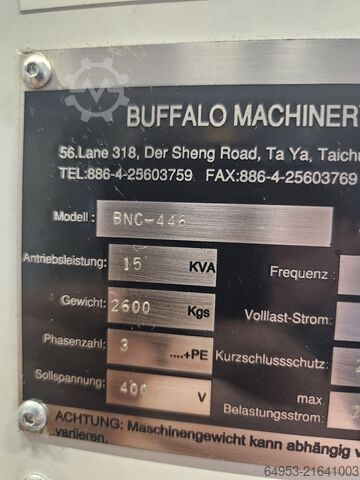 BUFFALO MACHINER
56.Lane 318, Der Sheng Road, Ta Ya, Taich
TEL:886-4-25603759 FAX:886-4-25603769
Modell : BNC-446
Antriebsleistung: 15 KVA Frequenz
Gewicht: 2600 Kgs Volllast-Strom:
Phasenzahl: 3 ....+PE Kurzschlussschutz:
Sollspannung: 400 V max. Belastungsstrom:
ACHTUNG: Maschinengewicht kann abhängig v
variieren.
64953-21641003